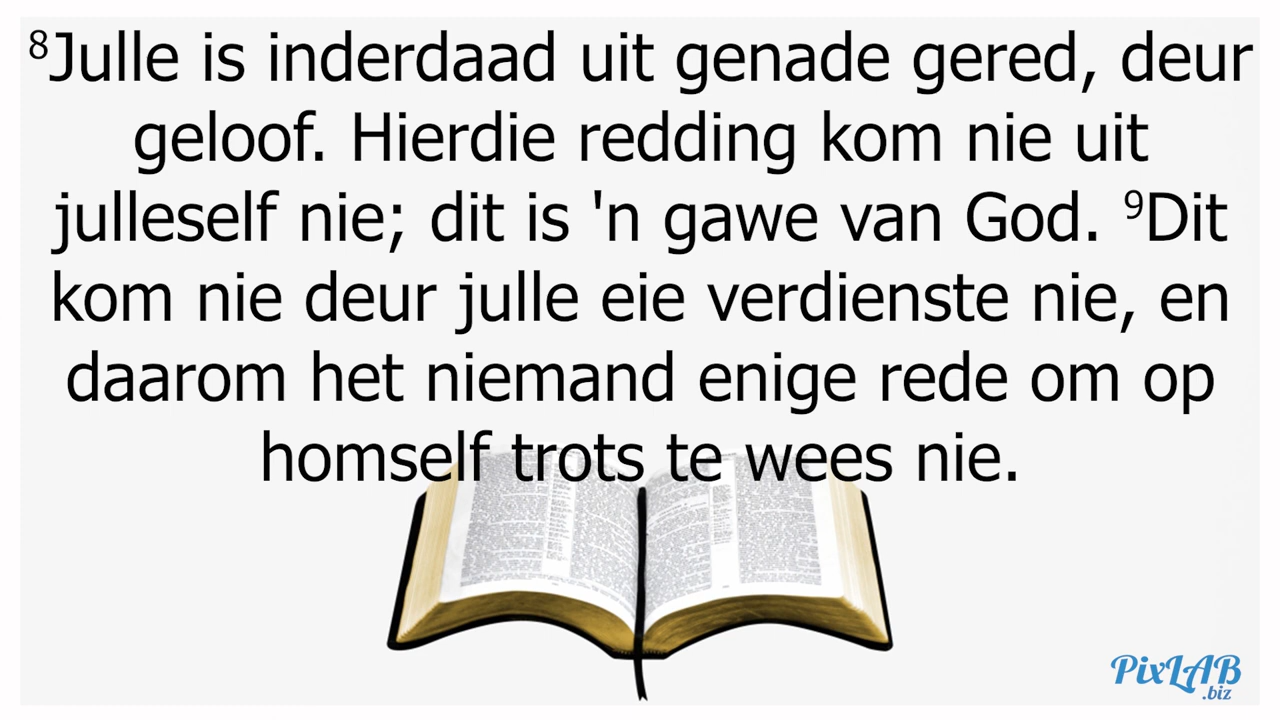 ⁸Julle is inderdaad uit genade gered, deur
geloof. Hierdie redding kom nie uit
julleself nie; dit is 'n gawe van God. ⁹Dit
kom nie deur julle eie verdienste nie, en
daarom het niemand enige rede om op
homself trots te wees nie.
PixLAB
.biz